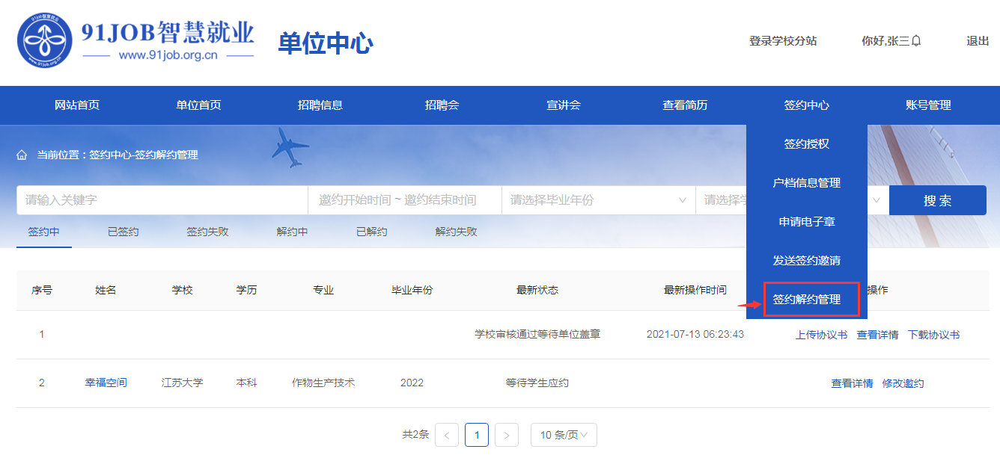 91JOB智慧就业
www.91job.org.cn
单位中心
登录学校分站 你好,张三 退出
网站首页 单位首页 招聘信息 招聘会 宣讲会 查看简历 签约中心 账号管理
签约授权
户档信息管理
申请电子章
发送签约邀请
签约解约管理
当前位置：签约中心-签约解约管理
请输入关键字 邀约开始时间 ~ 邀约结束时间 请选择毕业年份 请选择学 搜 索
签约中 已签约 签约失败 解约中 已解约 解约失败
序号 姓名 学校 学历 专业 毕业年份 最新状态 最新操作时间 操作
1 学校审核通过等待单位盖章 2021-07-13 06:23:43 上传协议书 查看详情 下载协议书
2 幸福空间 江苏大学 本科 作物生产技术 2022 等待学生应约 查看详情 修改邀约
共2条 < 1 > 10 条/页